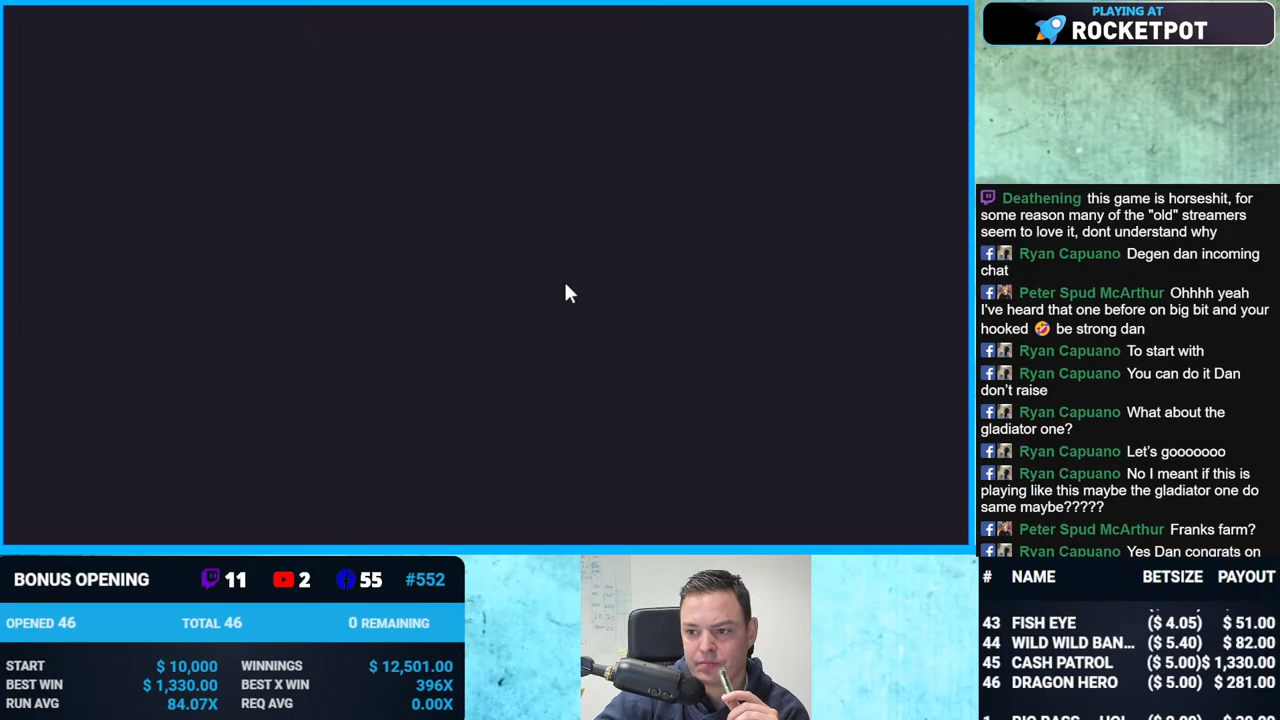 PLAYING AT
ROCKETPOT
Deathening this game is horseshit, for
some reason many of the "old" streamers
seem to love it, dont understand why
Ryan Capuano Degen dan incoming
chat
Peter Spud McArthur Ohhhh yeah
I've heard that one before on big bit and your
hooked 🤣 be strong dan
Ryan Capuano To start with
Ryan Capuano You can do it Dan
don't raise
Ryan Capuano What about the
gladiator one?
Ryan Capuano Let's gooooooo
Ryan Capuano No I meant if this is
playing like this maybe the gladiator one do
same maybe?????
Peter Spud McArthur Franks farm?
Ryan Capuano Yes Dan congrats on
BONUS OPENING 11 2 55 #552
OPENED 46 TOTAL 46 0 REMAINING
START $ 10,000 WINNINGS $ 12,501.00
BEST WIN $ 1,330.00 BEST X WIN 396X
RUN AVG 84.07X REQ AVG 0.00X
# NAME BETSIZE PAYOUT
43 FISH EYE ($ 4.05) $ 51.00
44 WILD WILD BAN... ($ 5.40) $ 82.00
45 CASH PATROL ($ 5.00) $ 1,330.00
46 DRAGON HERO ($ 5.00) $ 281.00